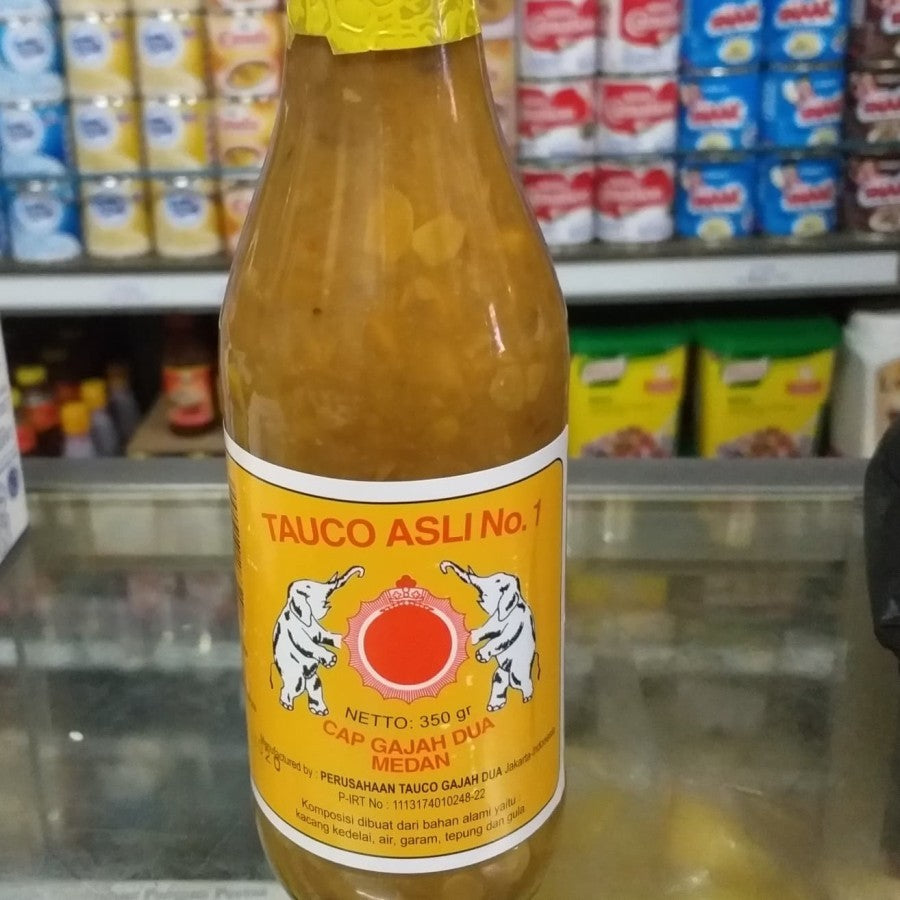 TAUCO ASLI No. 1
NETTO: 350 gr
CAP GAJAH DUA
MEDAN
Manufactured by : PERUSAHAAN TAUCO GAJAH DUA Jakarta-Indonesia
P-IRT No : 1113174010248-22
Komposisi dibuat dari bahan alami yaitu :
kacang kedelai, air, garam, tepung dan gula
Knorr